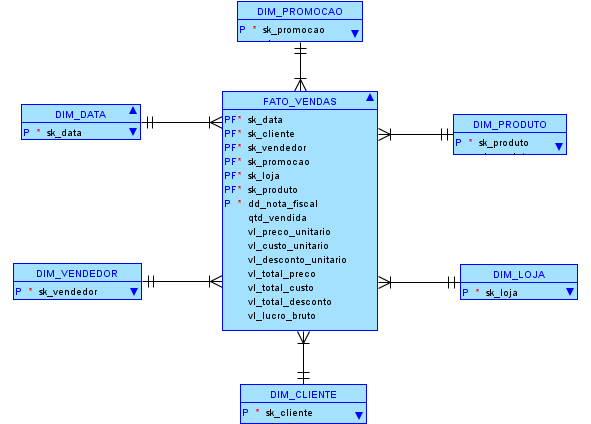 DIM_PROMOCAO
P * sk_promocao
DIM_DATA
P * sk_data
FATO_VENDAS
PF* sk_data
PF* sk_cliente
PF* sk_vendedor
PF* sk_promocao
PF* sk_loja
PF* sk_produto
P * dd_nota_fiscal
qtd_vendida
vl_preco_unitario
vl_custo_unitario
vl_desconto_unitario
vl_total_preco
vl_total_custo
vl_total_desconto
vl_lucro_bruto
DIM_PRODUTO
P * sk_produto
DIM_VENDEDOR
P * sk_vendedor
DIM_LOJA
P * sk_loja
DIM_CLIENTE
P * sk_cliente